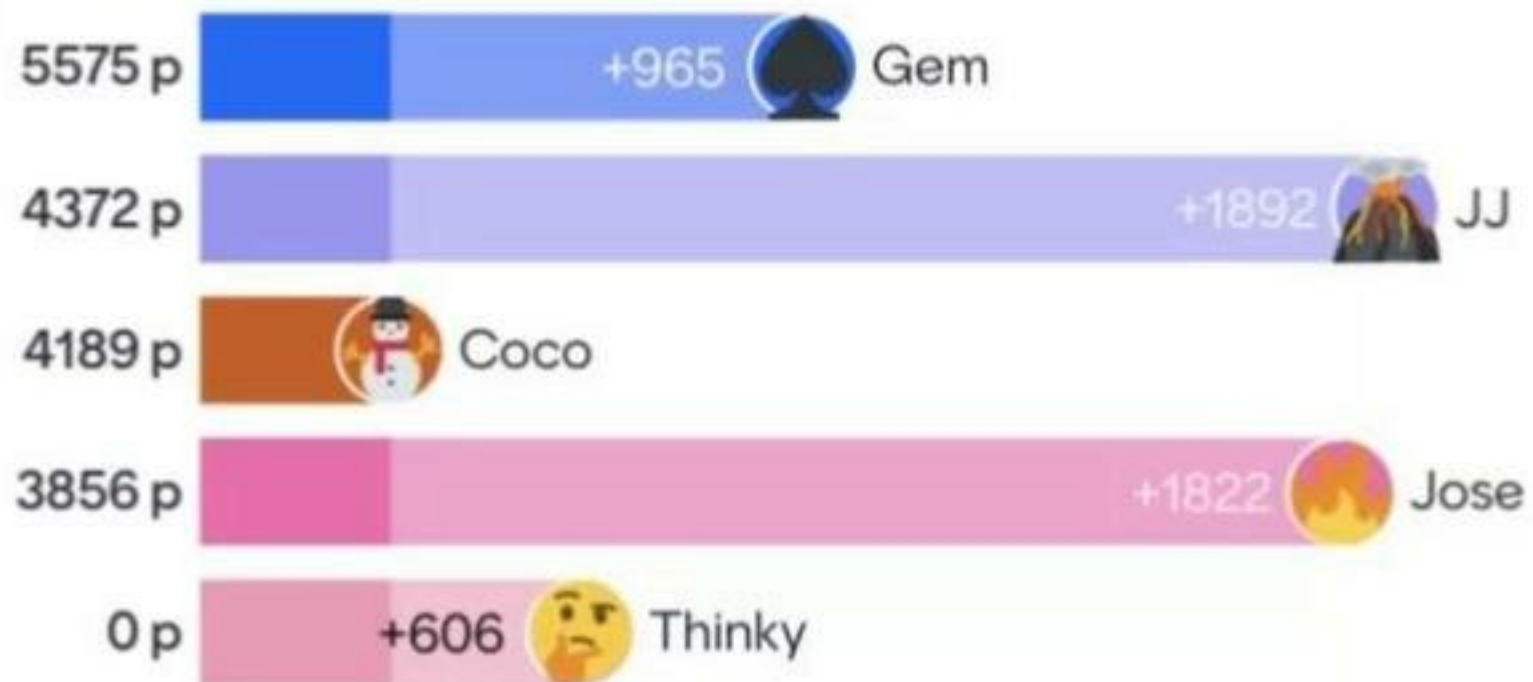 5575 p +965 Gem
4372 p +1892 JJ
4189 p Coco
3856 p +1822 Jose
0 p +606 Thinky